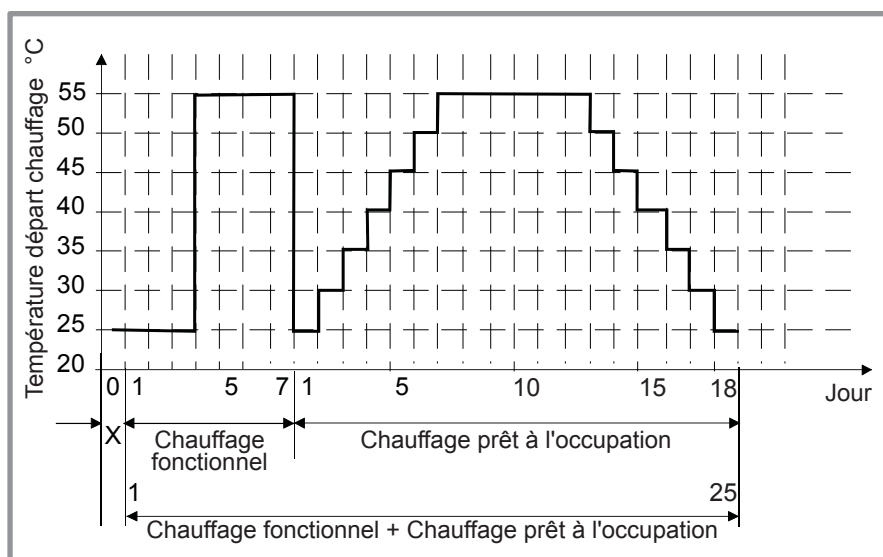 Température départ chauffage °C
55
50
45
40
35
30
25
20
0 1 5 7 1 5 10 15 18 Jour
X Chauffage fonctionnel Chauffage prêt à l'occupation
1 25
Chauffage fonctionnel + Chauffage prêt à l'occupation